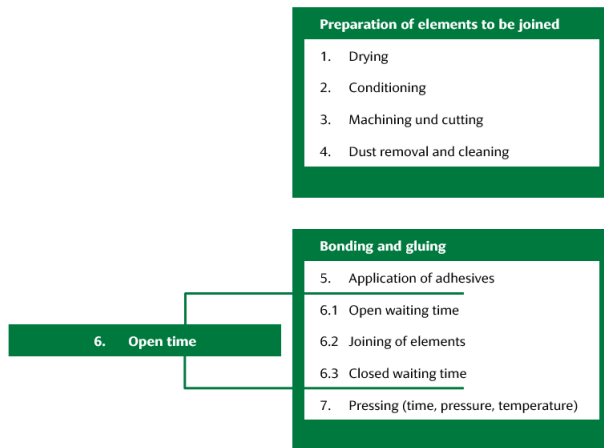 Preparation of elements to be joined
1. Drying
2. Conditioning
3. Machining und cutting
4. Dust removal and cleaning
Bonding and gluing
5. Application of adhesives
6.1 Open waiting time
6. Open time
6.2 Joining of elements
6.3 Closed waiting time
7. Pressing (time, pressure, temperature)